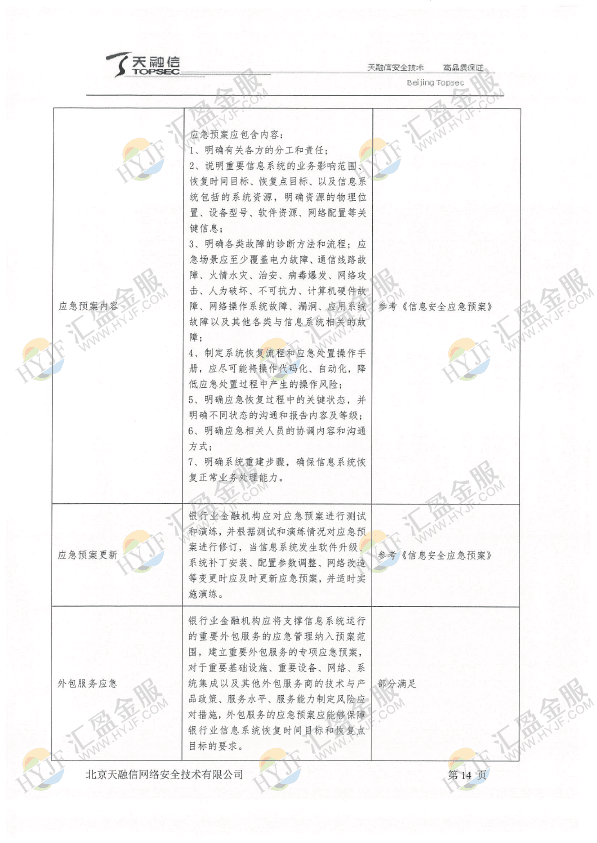 天融信
TOPSEC
天融信安全技术 高品质保证
Beijing Topsec
应急预案内容
应急预案应包含内容：
1、明确有关各方的分工和责任；
2、说明重要信息系统的业务影响范围、
恢复时间目标、恢复点目标、以及信息系
统包括的系统资源，明确资源的物理位
置、设备型号、软件资源、网络配置等关
键信息；
3、明确各类故障的诊断方法和流程；应
急场景应至少覆盖电力故障、通信线路故
障、火情水灾、治安、病毒爆发、网络攻
击、人为破坏、不可抗力、计算机硬件故
障、网络操作系统故障、漏洞、应用系统
故障以及其他各类与信息系统相关的故
障；
4、制定系统恢复流程和应急处置操作手
册，应尽可能将操作代码化、自动化，降
低应急处置过程中产生的操作风险；
5、明确应急恢复过程中的关键状态，并
明确不同状态的沟通和报告内容及等级；
6、明确应急相关人员的协调内容和沟通
方式；
7、明确系统重建步骤，确保信息系统恢
复正常业务处理能力。
参考《信息安全应急预案》
应急预案更新
银行业金融机构应对应急预案进行测试
和演练，并根据测试和演练情况对应急预
案进行修订，当信息系统发生软件升级、
系统补丁安装、配置参数调整、网络改造
等变更时应及时更新应急预案，并适时实
施演练。
参考《信息安全应急预案》
外包服务应急
银行业金融机构应将支撑信息系统运行
的重要外包服务的应急管理纳入预案范
围，建立重要外包服务的专项应急预案，
对于重要基础设施、重要设备、网络、系
统集成以及其他外包服务商的技术与产
品政策、服务水平、服务能力制定风险应
对措施，外包服务的应急预案应能够保障
银行业信息系统恢复时间目标和恢复点
目标的要求。
部分满足
北京天融信网络安全技术有限公司 第 14 页
汇盈金服
WWW.HYJF.COM
HYJF